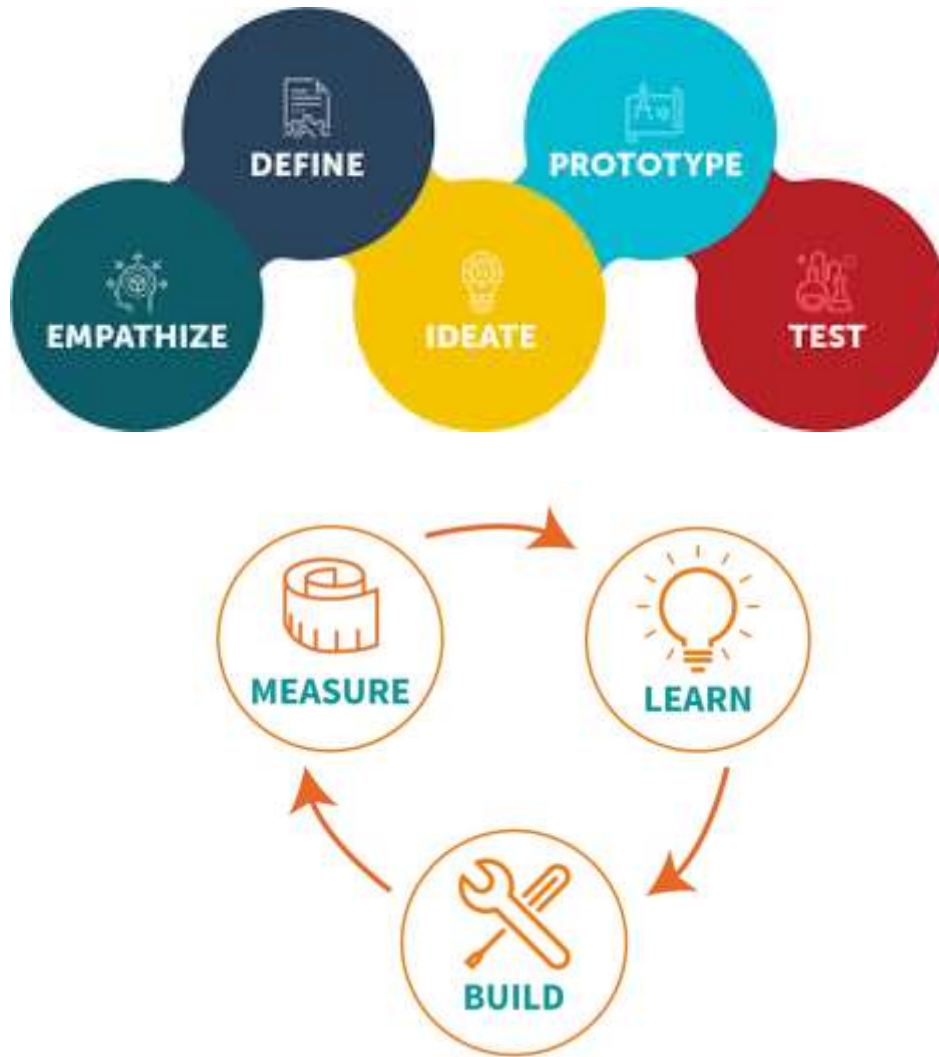 DEFINE
PROTOTYPE
EMPATHIZE
IDEATE
TEST
MEASURE
LEARN
BUILD